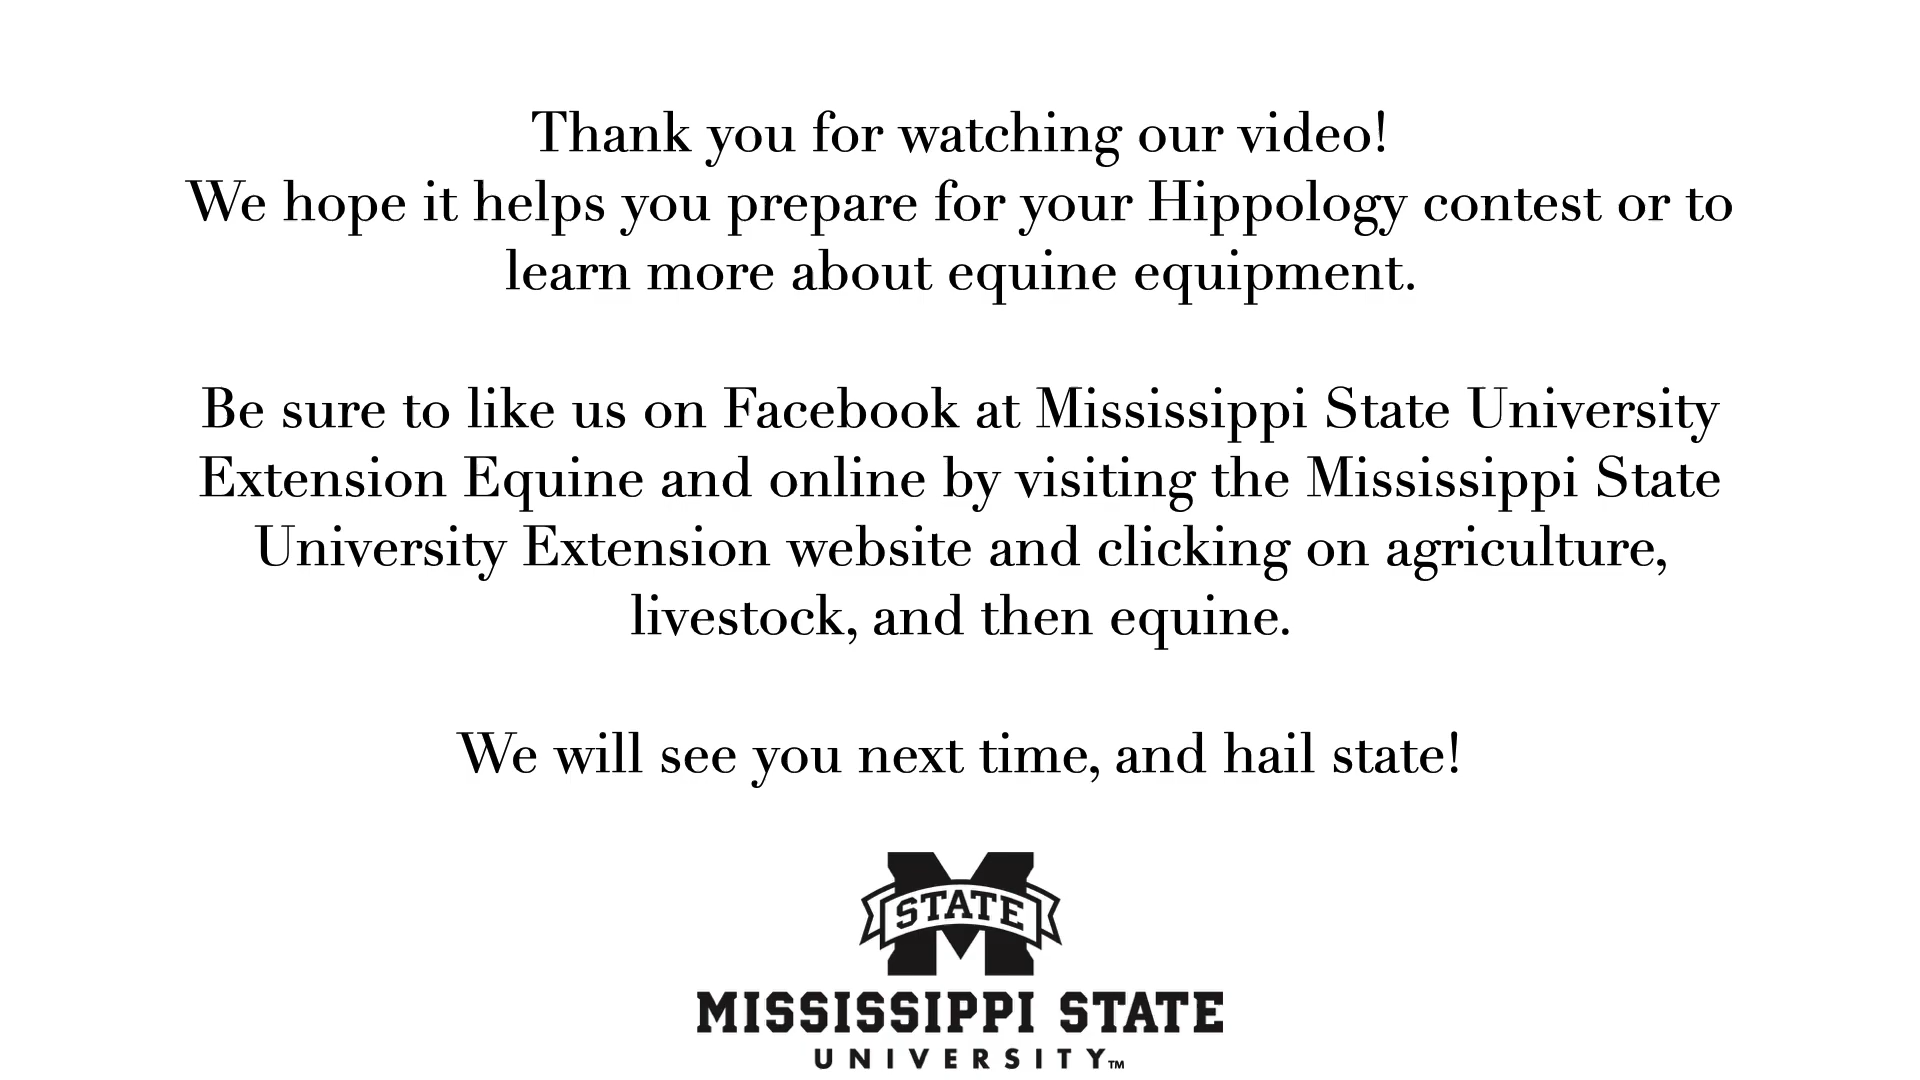 Thank you for watching our video!
We hope it helps you prepare for your Hippology contest or to
learn more about equine equipment.
Be sure to like us on Facebook at Mississippi State University
Extension Equine and online by visiting the Mississippi State
University Extension website and clicking on agriculture,
livestock, and then equine.
We will see you next time, and hail state!
STATE
MISSISSIPPI STATE
UNIVERSITY™